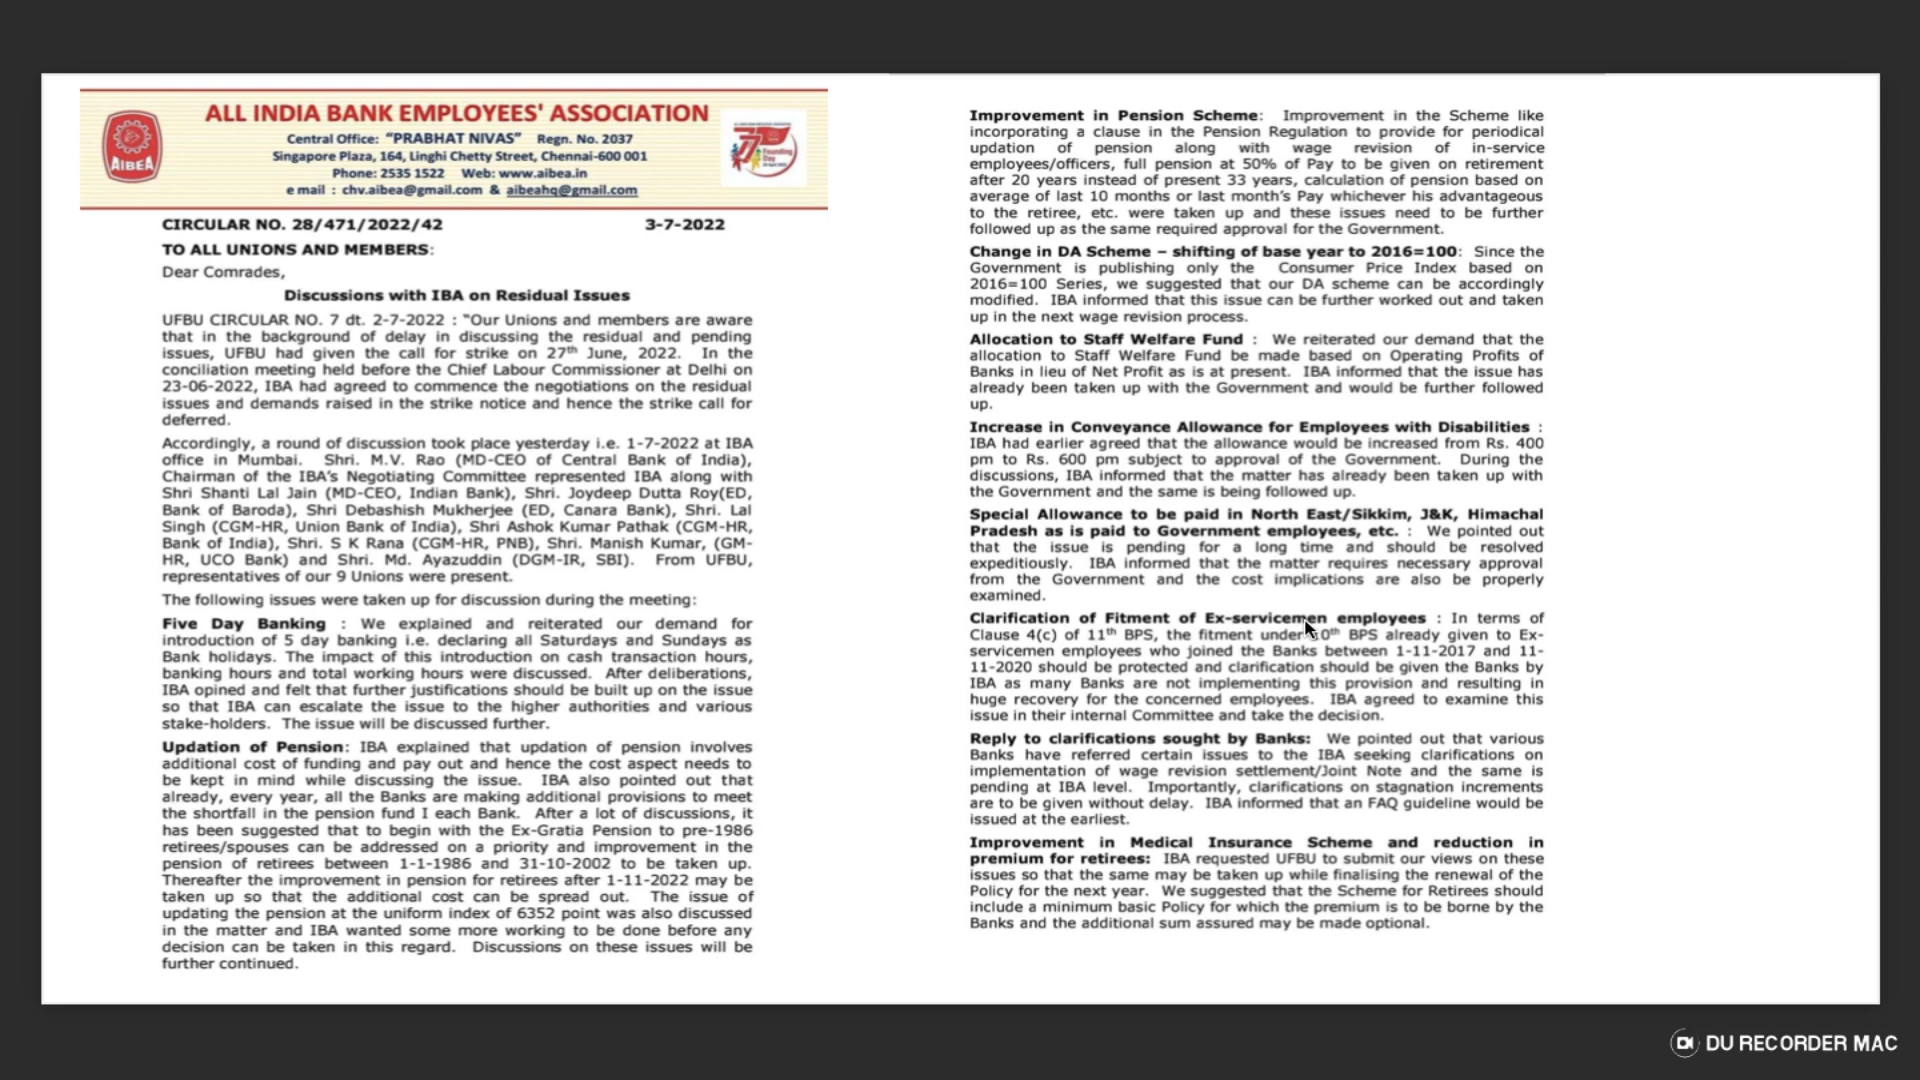 ALL INDIA BANK EMPLOYEES' ASSOCIATION
Central Office: “PRABHAT NIVAS” Regn. No. 2037
Singapore Plaza, 164, Linghi Chetty Street, Chennai-600 001
Phone: 2535 1522 Web: www.aibea.in
e mail : chv.aibea@gmail.com & aibeahq@gmail.com
AIBEA
CIRCULAR NO. 28/471/2022/42 3-7-2022
TO ALL UNIONS AND MEMBERS:
Dear Comrades,
Discussions with IBA on Residual Issues
UFBU CIRCULAR NO. 7 dt. 2-7-2022 : “Our Unions and members are aware
that in the background of delay in discussing the residual and pending
issues, UFBU had given the call for strike on 27th June, 2022. In the
conciliation meeting held before the Chief Labour Commissioner at Delhi on
23-06-2022, IBA had agreed to commence the negotiations on the residual
issues and demands raised in the strike notice and hence the strike call for
deferred.
Accordingly, a round of discussion took place yesterday i.e. 1-7-2022 at IBA
office in Mumbai. Shri. M.V. Rao (MD-CEO of Central Bank of India),
Chairman of the IBA’s Negotiating Committee represented IBA along with
Shri Shanti Lal Jain (MD-CEO, Indian Bank), Shri. Joydeep Dutta Roy(ED,
Bank of Baroda), Shri Debashish Mukherjee (ED, Canara Bank), Shri. Lal
Singh (CGM-HR, Union Bank of India), Shri Ashok Kumar Pathak (CGM-HR,
Bank of India), Shri. S K Rana (CGM-HR, PNB), Shri. Manish Kumar, (GM-
HR, UCO Bank) and Shri. Md. Ayazuddin (DGM-IR, SBI). From UFBU,
representatives of our 9 Unions were present.
The following issues were taken up for discussion during the meeting:
Five Day Banking : We explained and reiterated our demand for
introduction of 5 day banking i.e. declaring all Saturdays and Sundays as
Bank holidays. The impact of this introduction on cash transaction hours,
banking hours and total working hours were discussed. After deliberations,
IBA opined and felt that further justifications should be built up on the issue
so that IBA can escalate the issue to the higher authorities and various
stake-holders. The issue will be discussed further.
Updation of Pension: IBA explained that updation of pension involves
additional cost of funding and pay out and hence the cost aspect needs to
be kept in mind while discussing the issue. IBA also pointed out that
already, every year, all the Banks are making additional provisions to meet
the shortfall in the pension fund I each Bank. After a lot of discussions, it
has been suggested that to begin with the Ex-Gratia Pension to pre-1986
retirees/spouses can be addressed on a priority and improvement in the
pension of retirees between 1-1-1986 and 31-10-2002 to be taken up.
Thereafter the improvement in pension for retirees after 1-11-2022 may be
taken up so that the additional cost can be spread out. The issue of
updating the pension at the uniform index of 6352 point was also discussed
in the matter and IBA wanted some more working to be done before any
decision can be taken in this regard. Discussions on these issues will be
further continued.
Improvement in Pension Scheme: Improvement in the Scheme like
incorporating a clause in the Pension Regulation to provide for periodical
updation of pension along with wage revision of in-service
employees/officers, full pension at 50% of Pay to be given on retirement
after 20 years instead of present 33 years, calculation of pension based on
average of last 10 months or last month’s Pay whichever his advantageous
to the retiree, etc. were taken up and these issues need to be further
followed up as the same required approval for the Government.
Change in DA Scheme – shifting of base year to 2016=100: Since the
Government is publishing only the Consumer Price Index based on
2016=100 Series, we suggested that our DA scheme can be accordingly
modified. IBA informed that this issue can be further worked out and taken
up in the next wage revision process.
Allocation to Staff Welfare Fund : We reiterated our demand that the
allocation to Staff Welfare Fund be made based on Operating Profits of
Banks in lieu of Net Profit as is at present. IBA informed that the issue has
already been taken up with the Government and would be further followed
up.
Increase in Conveyance Allowance for Employees with Disabilities :
IBA had earlier agreed that the allowance would be increased from Rs. 400
pm to Rs. 600 pm subject to approval of the Government. During the
discussions, IBA informed that the matter has already been taken up with
the Government and the same is being followed up.
Special Allowance to be paid in North East/Sikkim, J&K, Himachal
Pradesh as is paid to Government employees, etc. : We pointed out
that the issue is pending for a long time and should be resolved
expeditiously. IBA informed that the matter requires necessary approval
from the Government and the cost implications are also be properly
examined.
Clarification of Fitment of Ex-servicemen employees : In terms of
Clause 4(c) of 11th BPS, the fitment under 10th BPS already given to Ex-
servicemen employees who joined the Banks between 1-11-2017 and 11-
11-2020 should be protected and clarification should be given the Banks by
IBA as many Banks are not implementing this provision and resulting in
huge recovery for the concerned employees. IBA agreed to examine this
issue in their internal Committee and take the decision.
Reply to clarifications sought by Banks: We pointed out that various
Banks have referred certain issues to the IBA seeking clarifications on
implementation of wage revision settlement/Joint Note and the same is
pending at IBA level. Importantly, clarifications on stagnation increments
are to be given without delay. IBA informed that an FAQ guideline would be
issued at the earliest.
Improvement in Medical Insurance Scheme and reduction in
premium for retirees: IBA requested UFBU to submit our views on these
issues so that the same may be taken up while finalising the renewal of the
Policy for the next year. We suggested that the Scheme for Retirees should
include a minimum basic Policy for which the premium is to be borne by the
Banks and the additional sum assured may be made optional.
DU RECORDER MAC